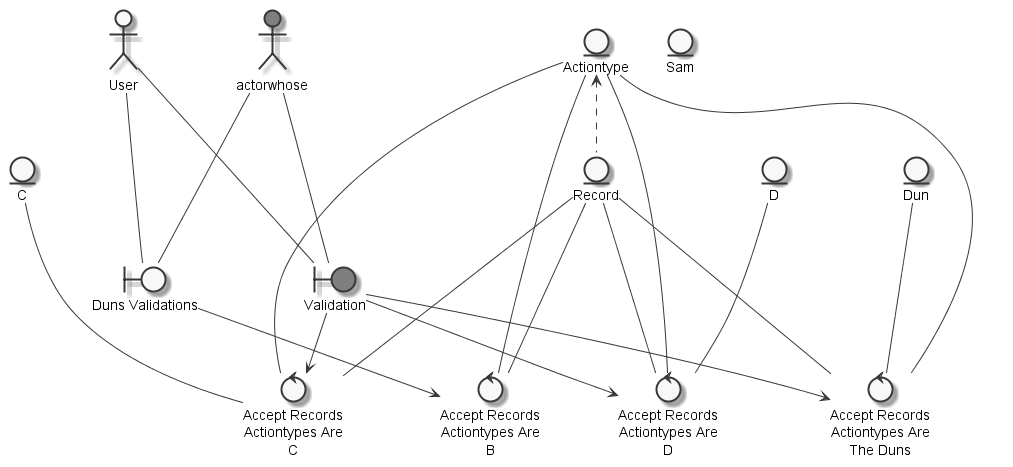 User
actorwhose
Actiontype
Sam
C
Record
D
Dun
Duns Validations
Validation
Accept Records
Actiontypes Are
C
Accept Records
Actiontypes Are
B
Accept Records
Actiontypes Are
D
Accept Records
Actiontypes Are
The Duns